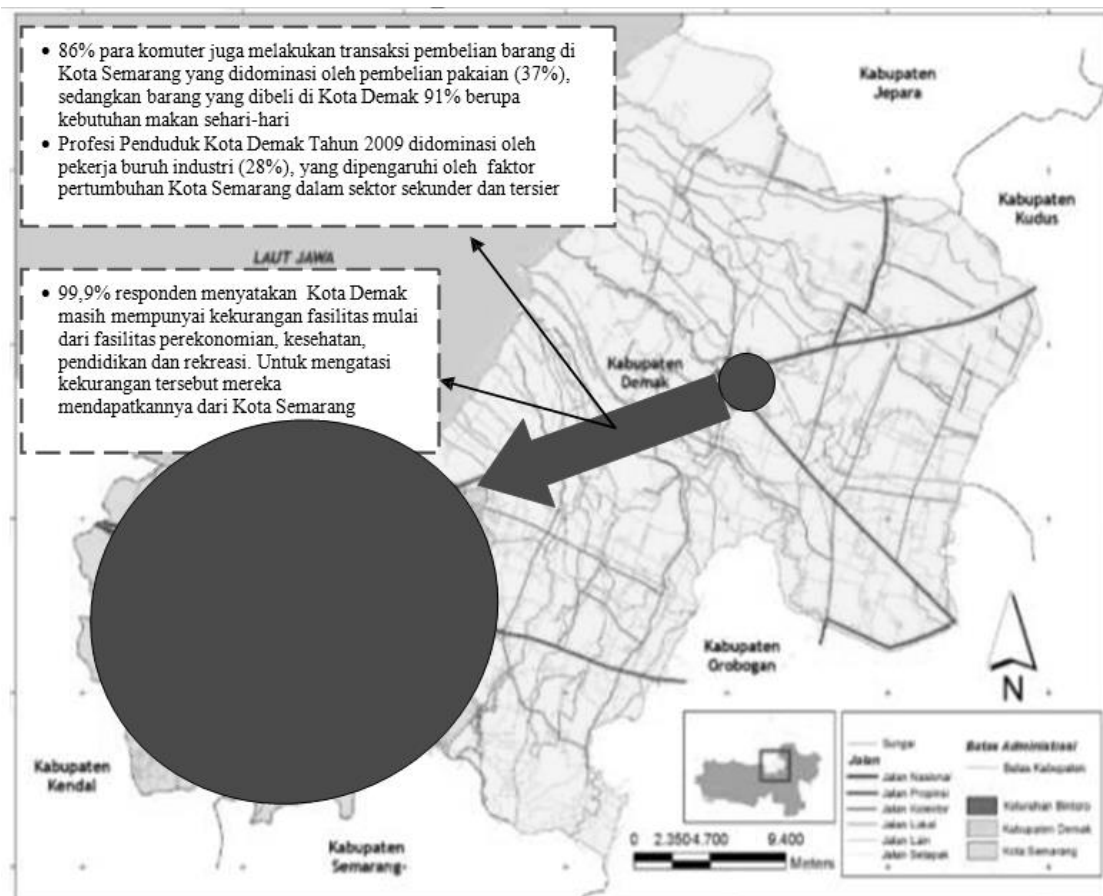 • 86% para komuter juga melakukan transaksi pembelian barang di
Kota Semarang yang didominasi oleh pembelian pakaian (37%),
sedangkan barang yang dibeli di Kota Demak 91% berupa
kebutuhan makan sehari-hari
• Profesi Penduduk Kota Demak Tahun 2009 didominasi oleh
pekerja buruh industri (28%), yang dipengaruhi oleh faktor
pertumbuhan Kota Semarang dalam sektor sekunder dan tersier
Kabupaten
Jepara
Kabupaten
Kudus
LAUT JAWA
• 99,9% responden menyatakan Kota Demak
masih mempunyai kekurangan fasilitas mulai
dari fasilitas perekonomian, kesehatan,
pendidikan dan rekreasi. Untuk mengatasi
kekurangan tersebut mereka
mendapatkannya dari Kota Semarang
Kabupaten
Demak
Kabupaten
Grobogan
N
Kabupaten
Kendal
Kabupaten
Semarang
0 2.350 4.700 9.400
Meters
Sungai
Jalan
Jalan Nasional
Jalan Propinsi
Jalan Kolektor
Jalan Lokal
Jalan Lain
Jalan Setapak
Batas Administrasi
Batas Kabupaten
Kelurahan Bintoro
Kabupaten Demak
Kota Semarang